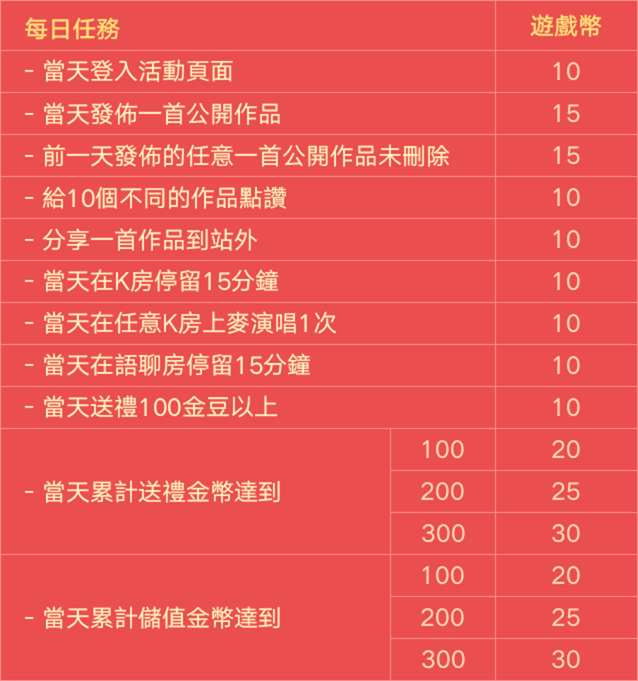 每日任務 遊戲幣
- 當天登入活動頁面 10
- 當天發佈一首公開作品 15
- 前一天發佈的任意一首公開作品未刪除 15
- 給10個不同的作品點讚 10
- 分享一首作品到站外 10
- 當天在K房停留15分鐘 10
- 當天在任意K房上麥演唱1次 10
- 當天在語聊房停留15分鐘 10
- 當天送禮100金豆以上 10
- 當天累計送禮金幣達到
100 20
200 25
300 30
- 當天累計儲值金幣達到
100 20
200 25
300 30